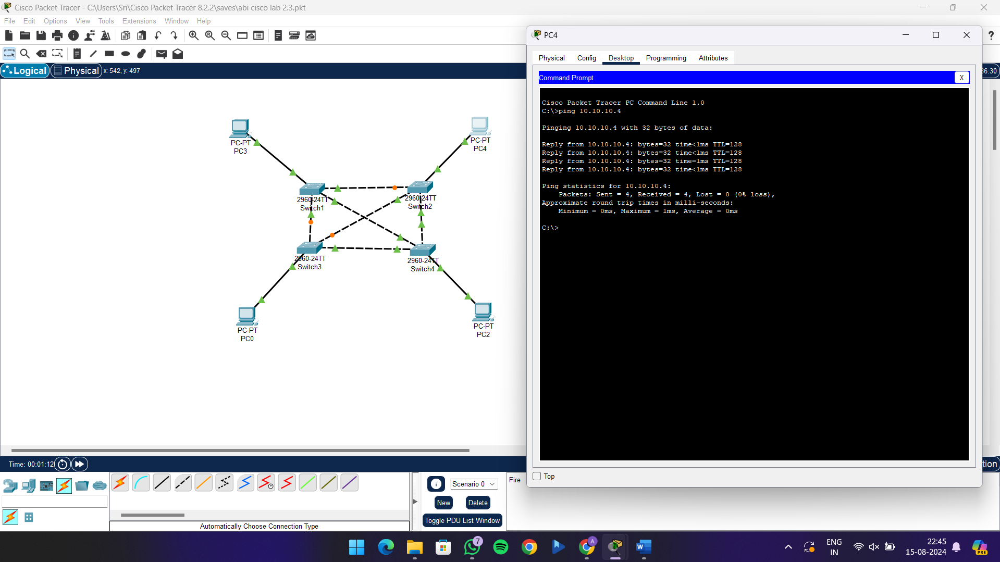 Cisco Packet Tracer - C:\Users\Sri\Cisco Packet Tracer 8.2.2\saves\abi cisco lab 2.3.pkt
File Edit Options View Tools Extensions Window Help
Logical Physical x: 542, y: 497
36:30
PC-PT
PC3
PC-PT
PC4
2960-24TT
Switch1
2960-24TT
Switch2
2960-24TT
Switch3
2960-24TT
Switch4
PC-PT
PC0
PC-PT
PC2
PC4
Physical Config Desktop Programming Attributes
Command Prompt
X
Cisco Packet Tracer PC Command Line 1.0
C:\>ping 10.10.10.4
Pinging 10.10.10.4 with 32 bytes of data:
Reply from 10.10.10.4: bytes=32 time<1ms TTL=128
Reply from 10.10.10.4: bytes=32 time<1ms TTL=128
Reply from 10.10.10.4: bytes=32 time=1ms TTL=128
Reply from 10.10.10.4: bytes=32 time<1ms TTL=128
Ping statistics for 10.10.10.4:
Packets: Sent = 4, Received = 4, Lost = 0 (0% loss),
Approximate round trip times in milli-seconds:
Minimum = 0ms, Maximum = 1ms, Average = 0ms
C:\>
Top
Time: 00:01:12
tion
Scenario 0
New Delete
Toggle PDU List Window
Fire
Automatically Choose Connection Type
7
A
ENG
IN
22:45
15-08-2024
PRE